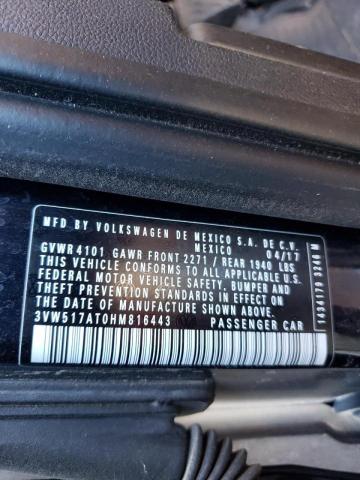 MFD BY VOLKSWAGEN DE MEXICO S.A. DE C.V.
MEXICO 04/17
GVWR 4101 GAWR FRONT 2271 / REAR 1940 LBS
THIS VEHICLE CONFORMS TO ALL APPLICABLE U.S.
FEDERAL MOTOR VEHICLE SAFETY, BUMPER AND
THEFT PREVENTION STANDARDS IN EFFECT ON
THE DATE OF MANUFACTURE SHOWN ABOVE.
3VW517AT0HM816443 PASSENGER CAR
1434179 3246 M